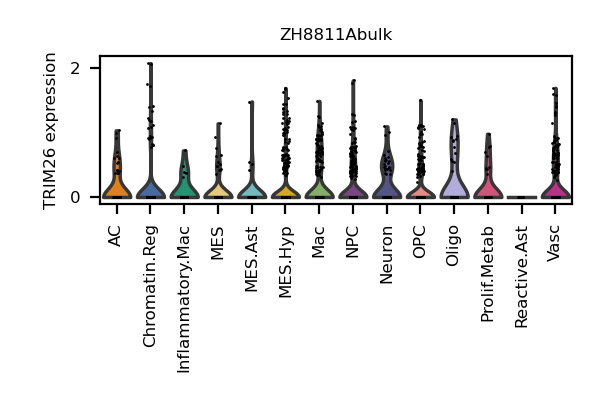 ZH8811Abulk
TRIM26 expression
2
0
AC
Chromatin.Reg
Inflammatory.Mac
MES
MES.Ast
MES.Hyp
Mac
NPC
Neuron
OPC
Oligo
Prolif.Metab
Reactive.Ast
Vasc